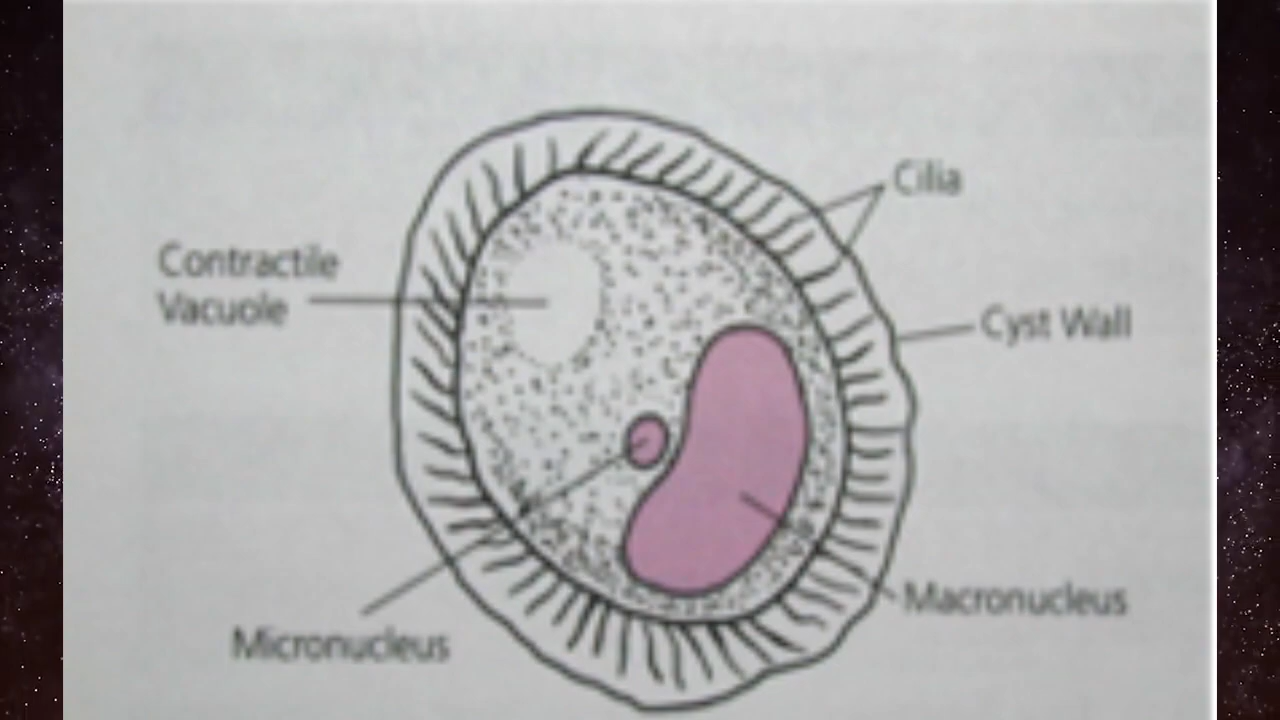 Cilia
Contractile
Vacuole
Cyst Wall
Macronucleus
Micronucleus